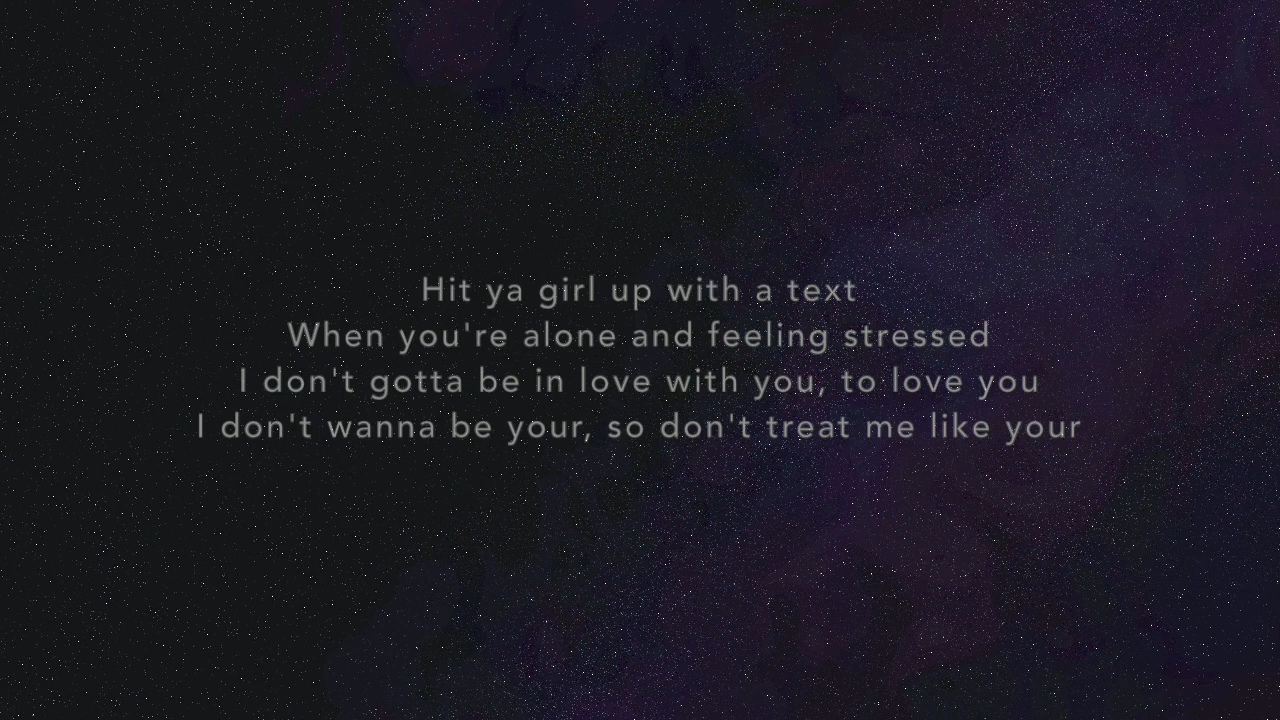 Hit ya girl up with a text
When you're alone and feeling stressed
I don't gotta be in love with you, to love you
I don't wanna be your, so don't treat me like your